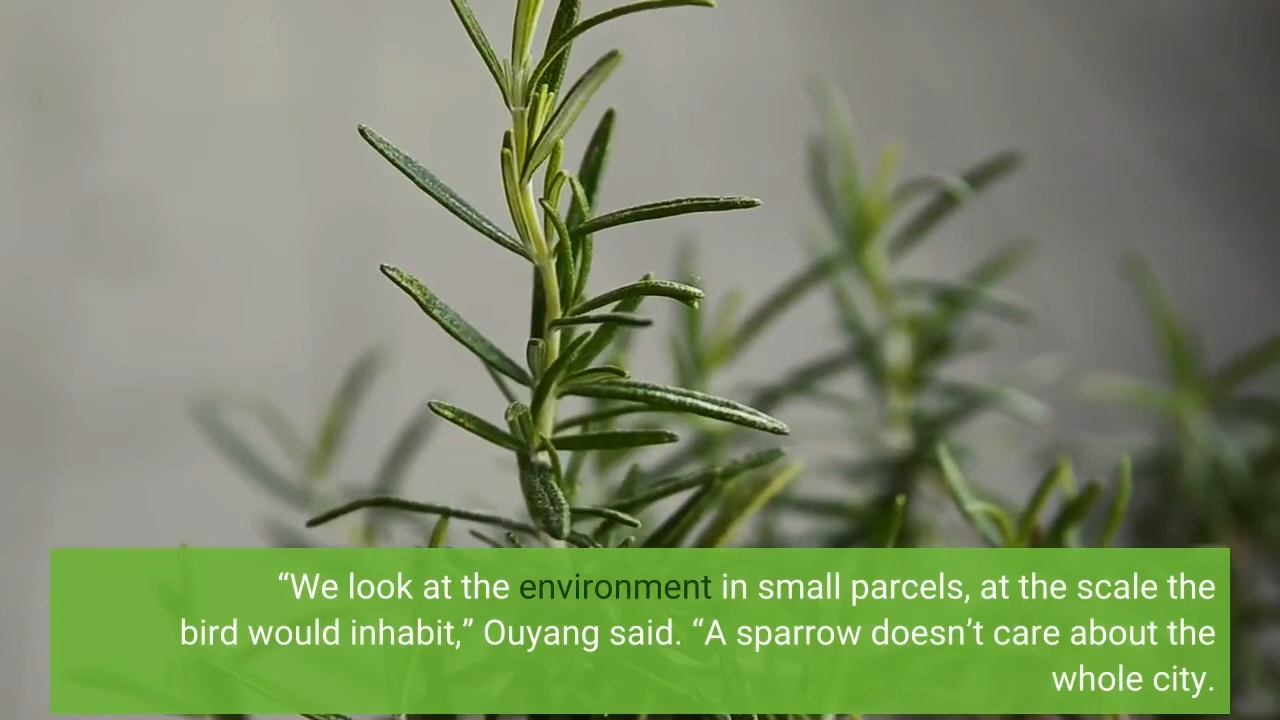 “We look at the environment in small parcels, at the scale the
bird would inhabit,” Ouyang said. “A sparrow doesn’t care about the
whole city.